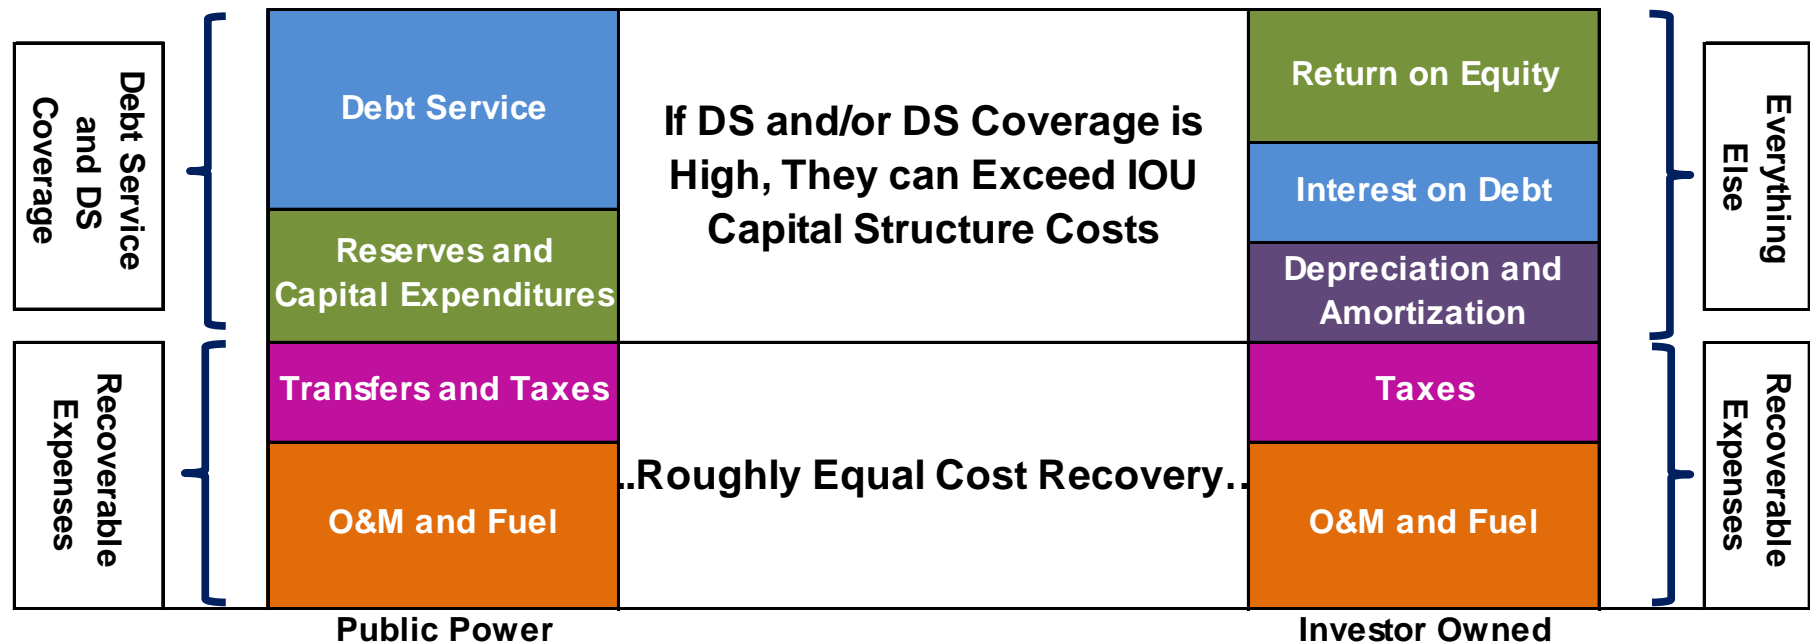 Debt Service
and DS
Coverage
Recoverable
Expenses
Debt Service
Reserves and
Capital Expenditures
Transfers and Taxes
O&M and Fuel
Public Power
If DS and/or DS Coverage is
High, They can Exceed IOU
Capital Structure Costs
..Roughly Equal Cost Recovery..
Return on Equity
Interest on Debt
Depreciation and
Amortization
Taxes
O&M and Fuel
Investor Owned
Everything
Else
Recoverable
Expenses